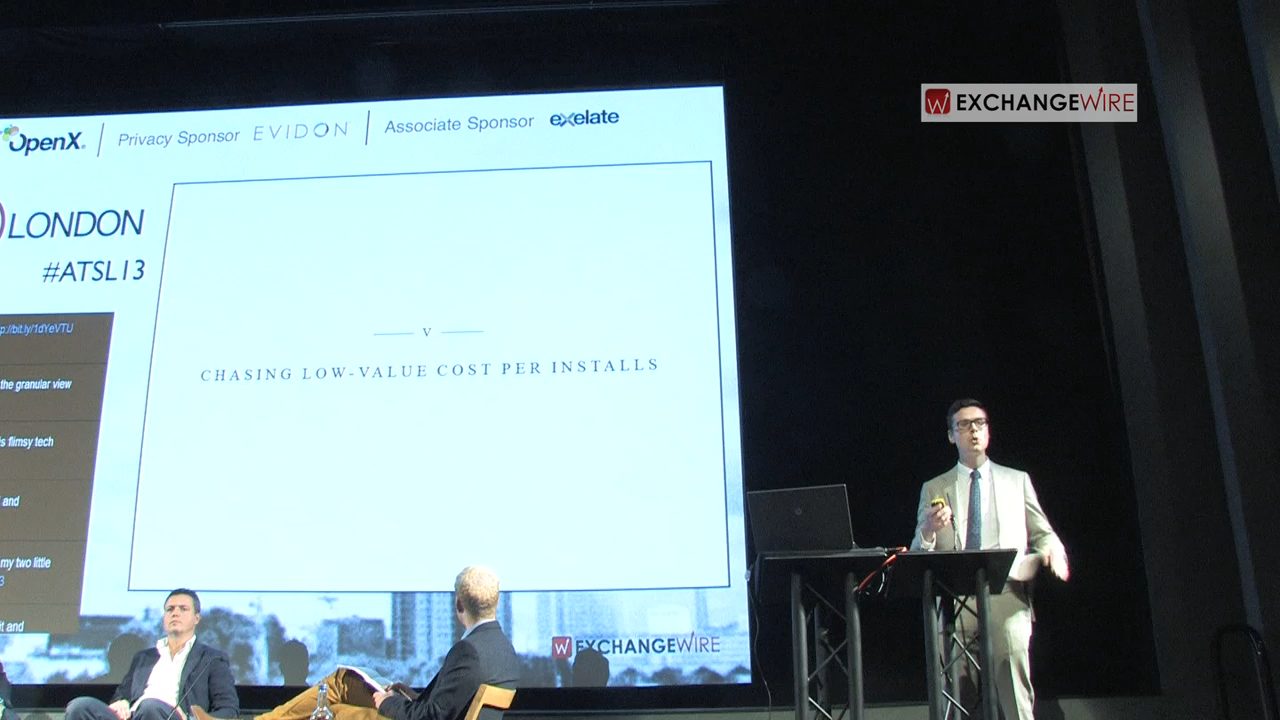 EXCHANGEWIRE
OpenX | Privacy Sponsor EVIDON | Associate Sponsor exelate
LONDON
#ATSL13
V
CHASING LOW-VALUE COST PER INSTALLS
p://bit.ly/1dYeVTU
the granular view
s flimsy tech
and
my two little
3
it and
EXCHANGEWIRE